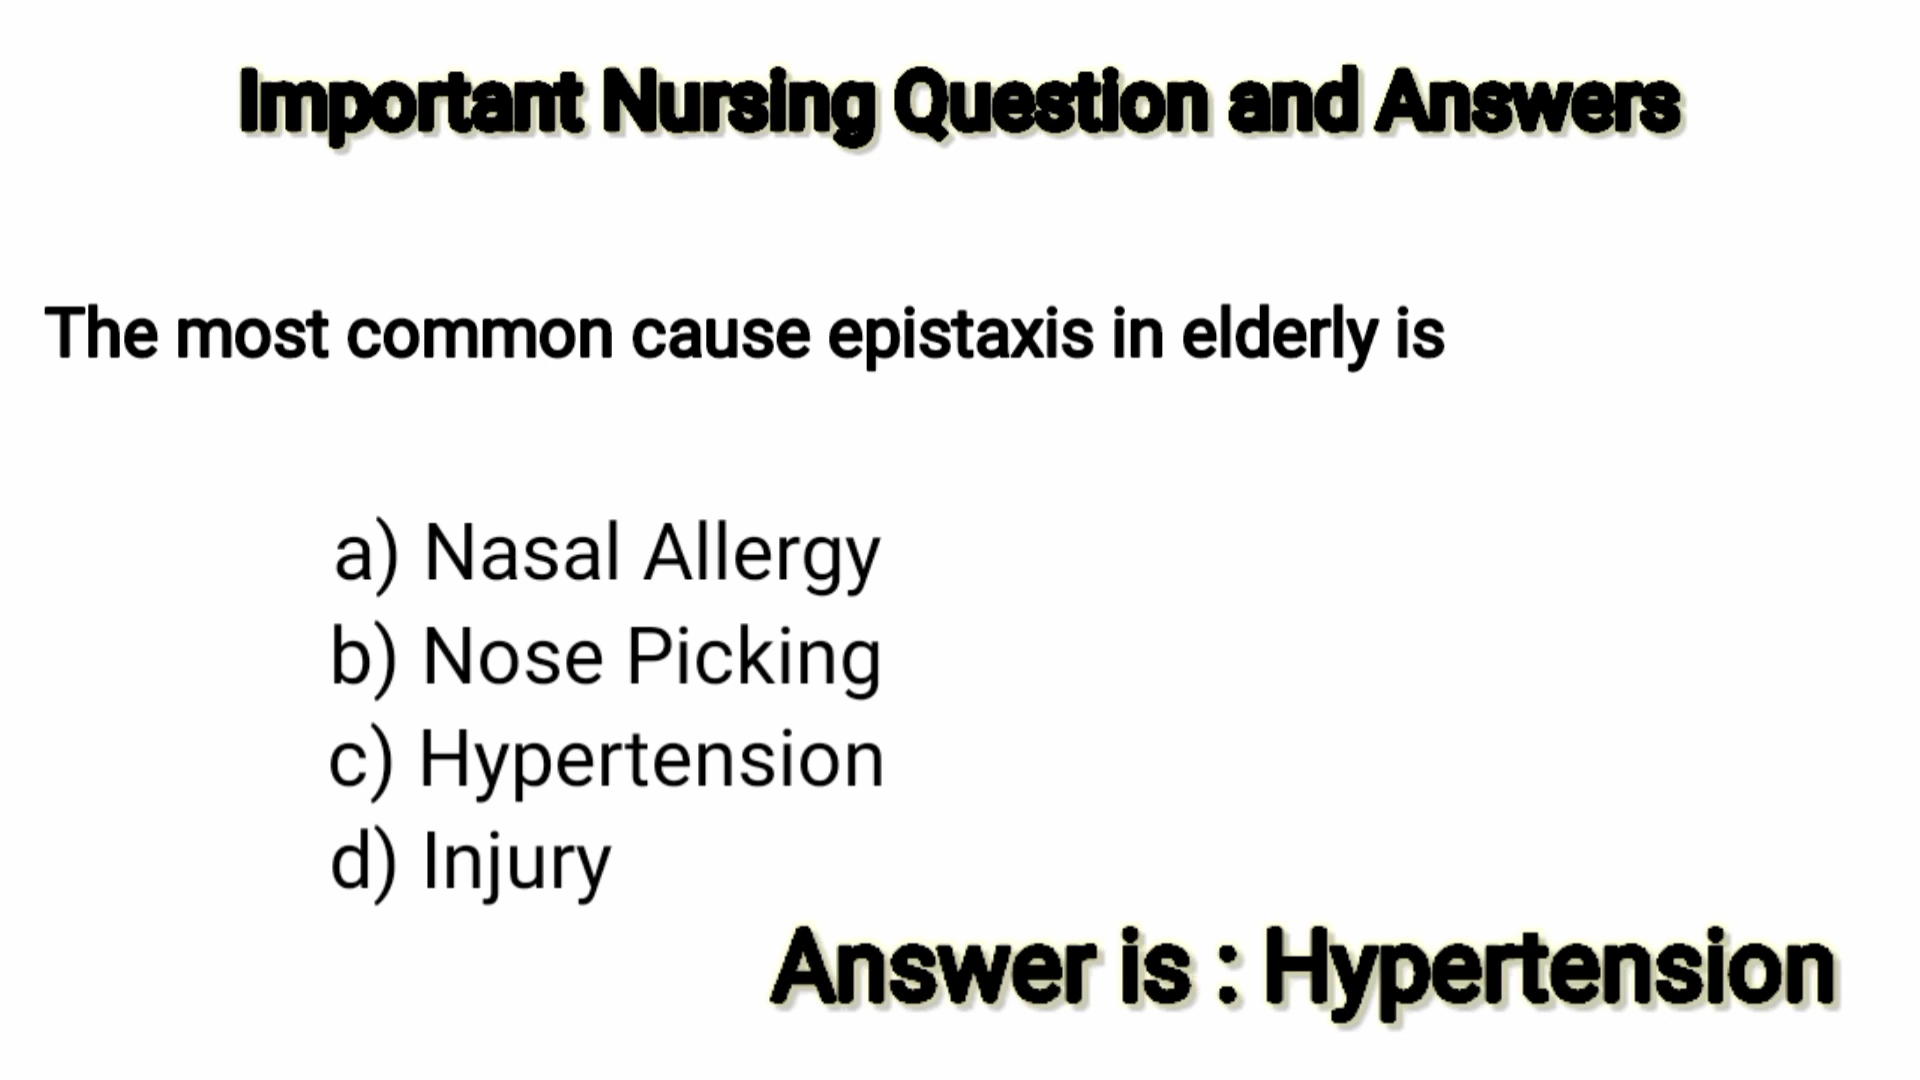 Important Nursing Question and Answers
The most common cause epistaxis in elderly is
a) Nasal Allergy
b) Nose Picking
c) Hypertension
d) Injury
Answer is : Hypertension